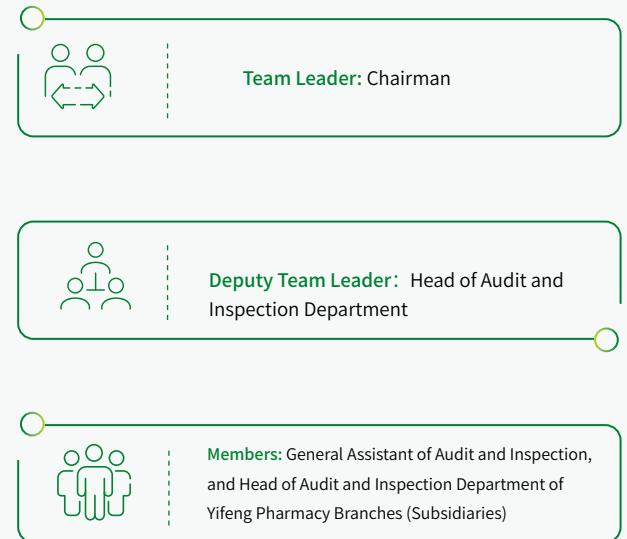 Team Leader: Chairman
Deputy Team Leader：Head of Audit and
Inspection Department
Members: General Assistant of Audit and Inspection,
and Head of Audit and Inspection Department of
Yifeng Pharmacy Branches (Subsidiaries)